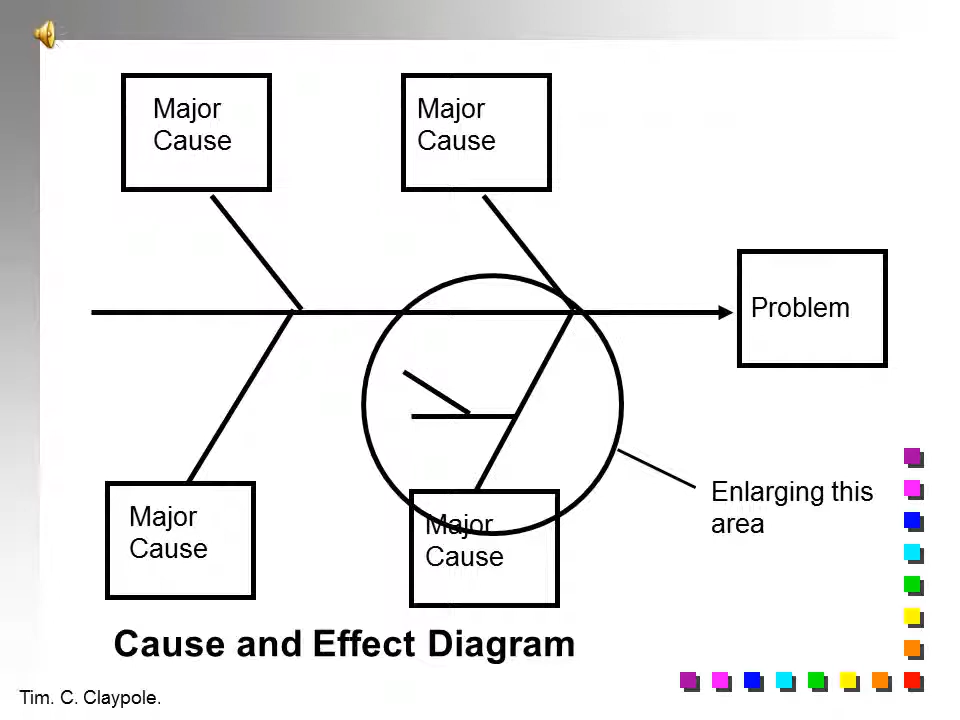 Major
Cause
Major
Cause
Problem
Major
Cause
Major
Cause
Enlarging this
area
Cause and Effect Diagram
Tim. C. Claypole.